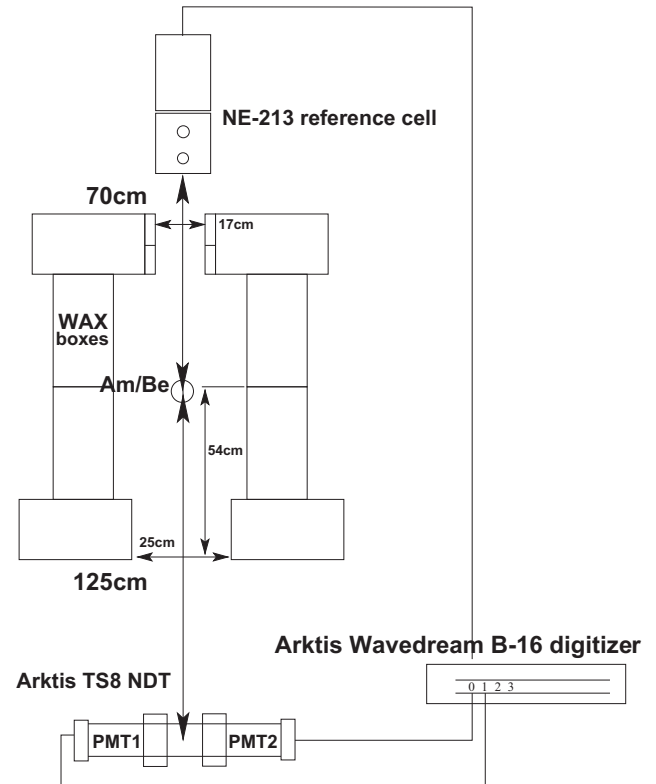 NE-213 reference cell
70cm
17cm
WAX
boxes
Am/Be
54cm
25cm
125cm
Arktis Wavedream B-16 digitizer
0 1 2 3
Arktis TS8 NDT
PMT1
PMT2